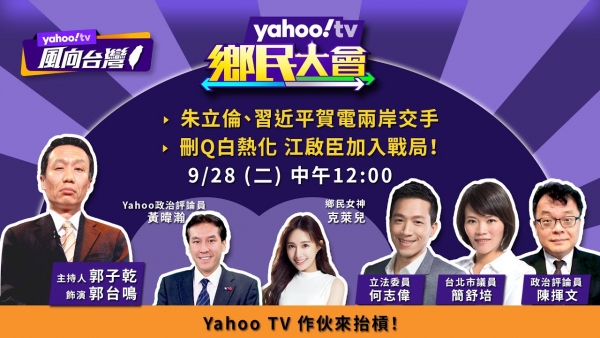 yahoo!tv
風向台灣
yahoo!tv
鄉民大會
朱立倫、習近平賀電兩岸交手
刪Q白熱化 江啟臣加入戰局!
9/28 (二) 中午12:00
Yahoo政治評論員
黃暐瀚
鄉民女神
克萊兒
主持人 郭子乾
飾演 郭台鳴
立法委員
何志偉
台北市議員
簡舒培
政治評論員
陳揮文
Yahoo TV 作伙來抬槓!